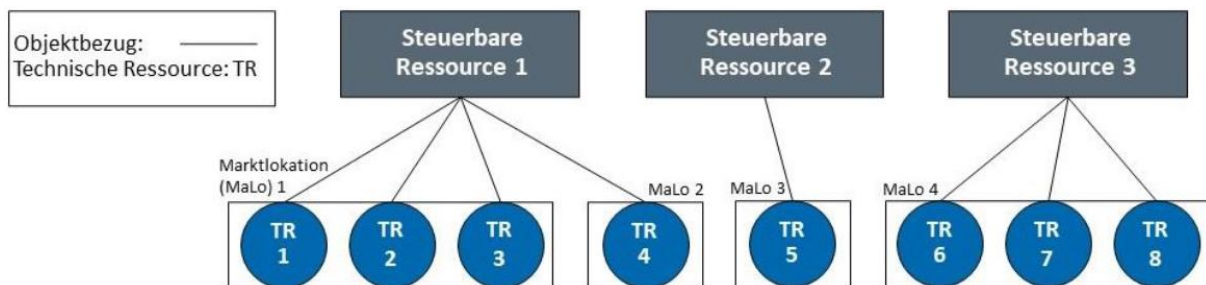 Objektbezug:
Technische Ressource: TR
Steuerbare
Ressource 1
Steuerbare
Ressource 2
Steuerbare
Ressource 3
Marktlokation
(MaLo) 1
MaLo 2
MaLo 3
MaLo 4
TR
1
TR
2
TR
3
TR
4
TR
5
TR
6
TR
7
TR
8